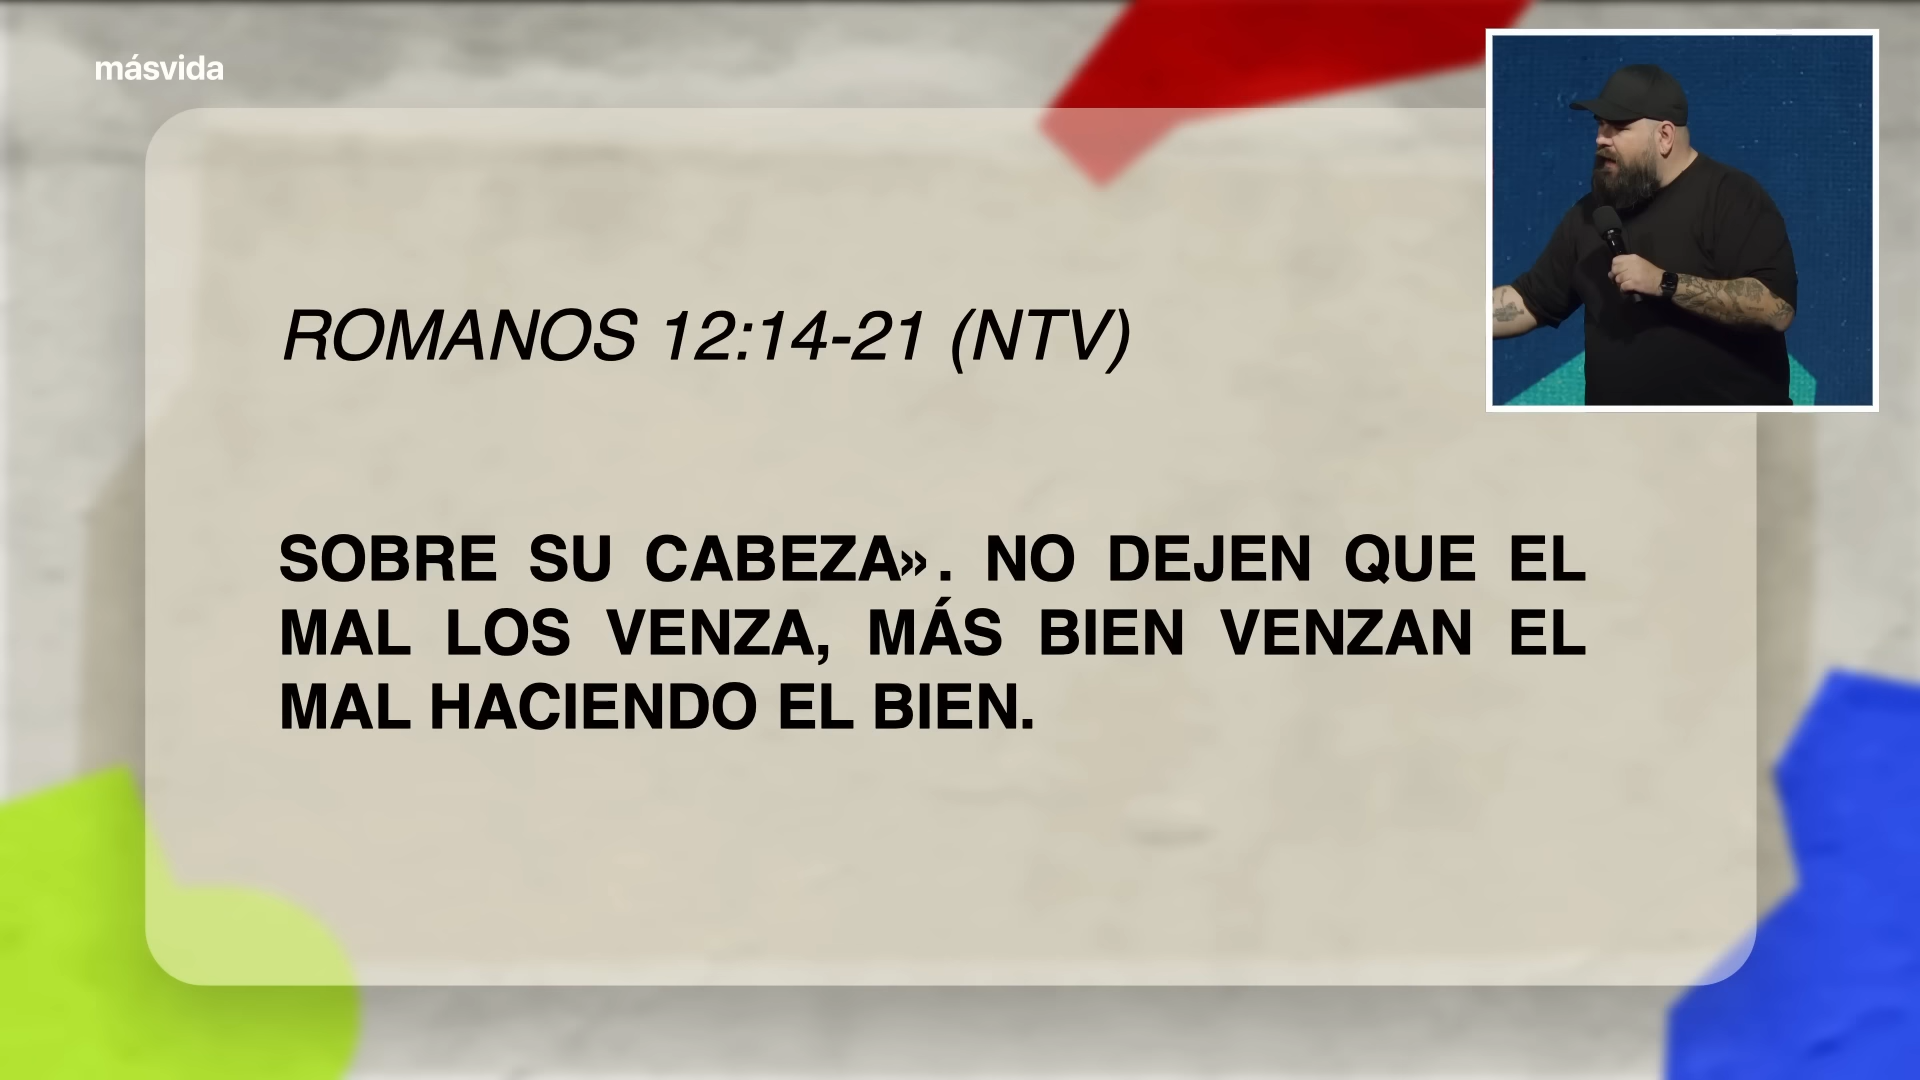 másvida
ROMANOS 12:14-21 (NTV)
SOBRE SU CABEZA». NO DEJEN QUE EL
MAL LOS VENZA, MÁS BIEN VENZAN EL
MAL HACIENDO EL BIEN.